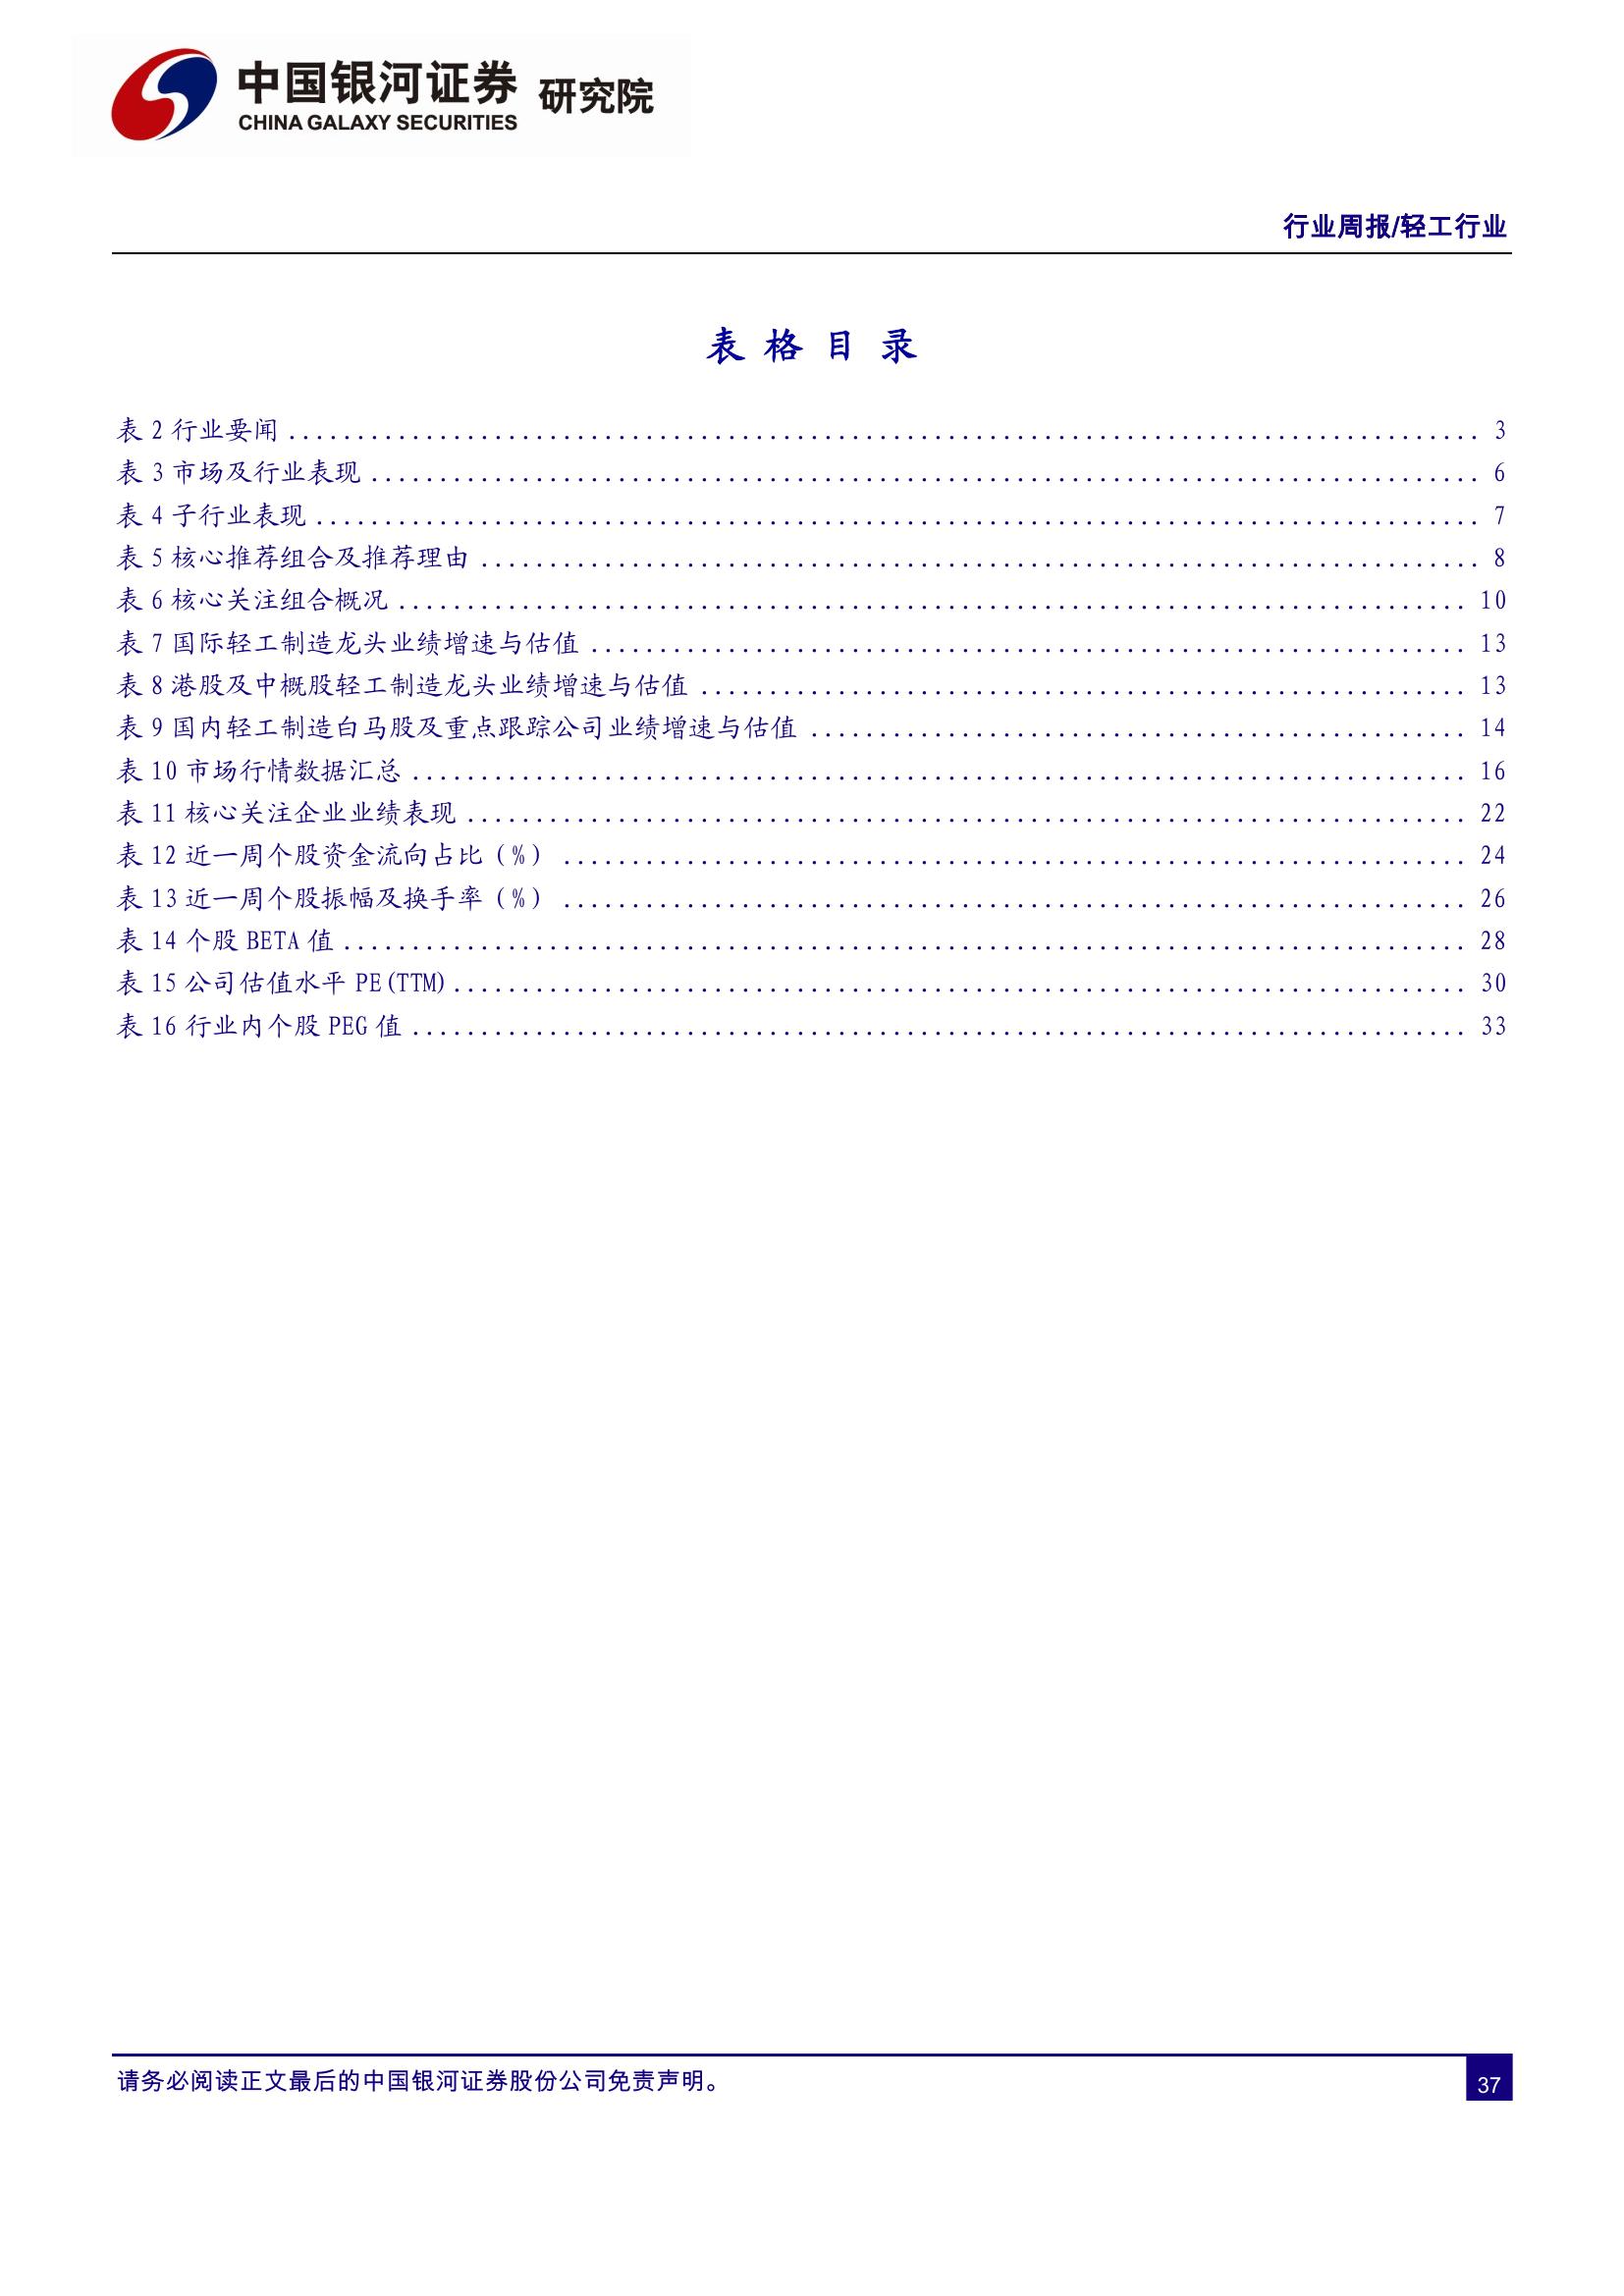 中国银河证券 研究院
CHINA GALAXY SECURITIES
行业周报/轻工行业
表 格 目 录
表 2 行业要闻 ........................................ 3
表 3 市场及行业表现 ........................................ 6
表 4 子行业表现 ........................................ 7
表 5 核心推荐组合及推荐理由 ........................................ 8
表 6 核心关注组合概况 ........................................ 10
表 7 国际轻工制造龙头业绩增速与估值 ........................................ 13
表 8 港股及中概股轻工制造龙头业绩增速与估值 ........................................ 13
表 9 国内轻工制造白马股及重点跟踪公司业绩增速与估值 ........................................ 14
表 10 市场行情数据汇总 ........................................ 16
表 11 核心关注企业业绩表现 ........................................ 22
表 12 近一周个股资金流向占比（%） ........................................ 24
表 13 近一周个股振幅及换手率（%） ........................................ 26
表 14 个股 BETA 值 ........................................ 28
表 15 公司估值水平 PE(TTM) ........................................ 30
表 16 行业内个股 PEG 值 ........................................ 33
请务必阅读正文最后的中国银河证券股份公司免责声明。
37